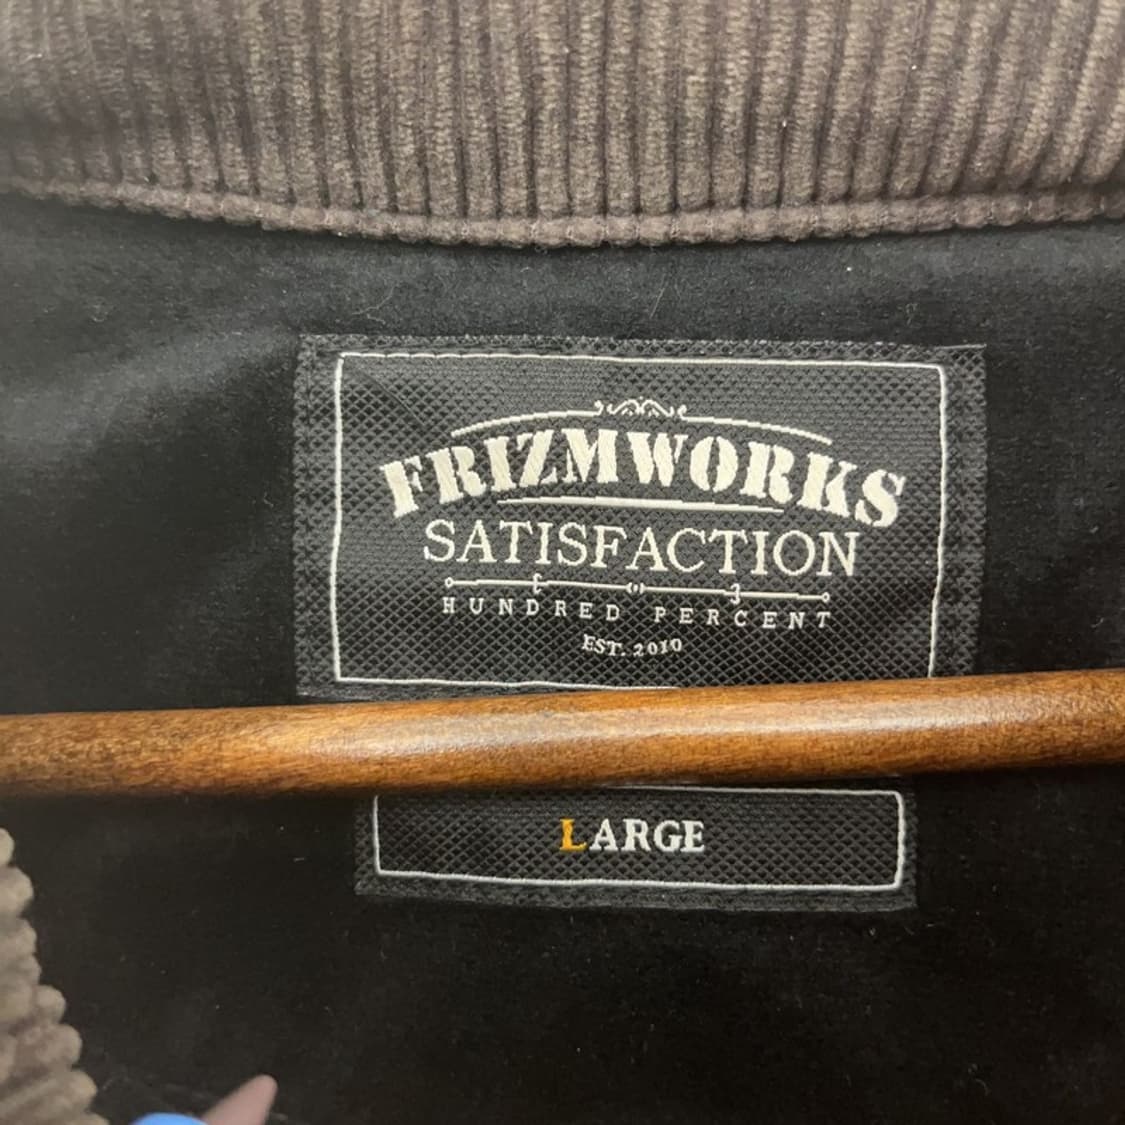 FRIZMWORKS
SATISFACTION
HUNDRED PERCENT
EST. 2010
LARGE